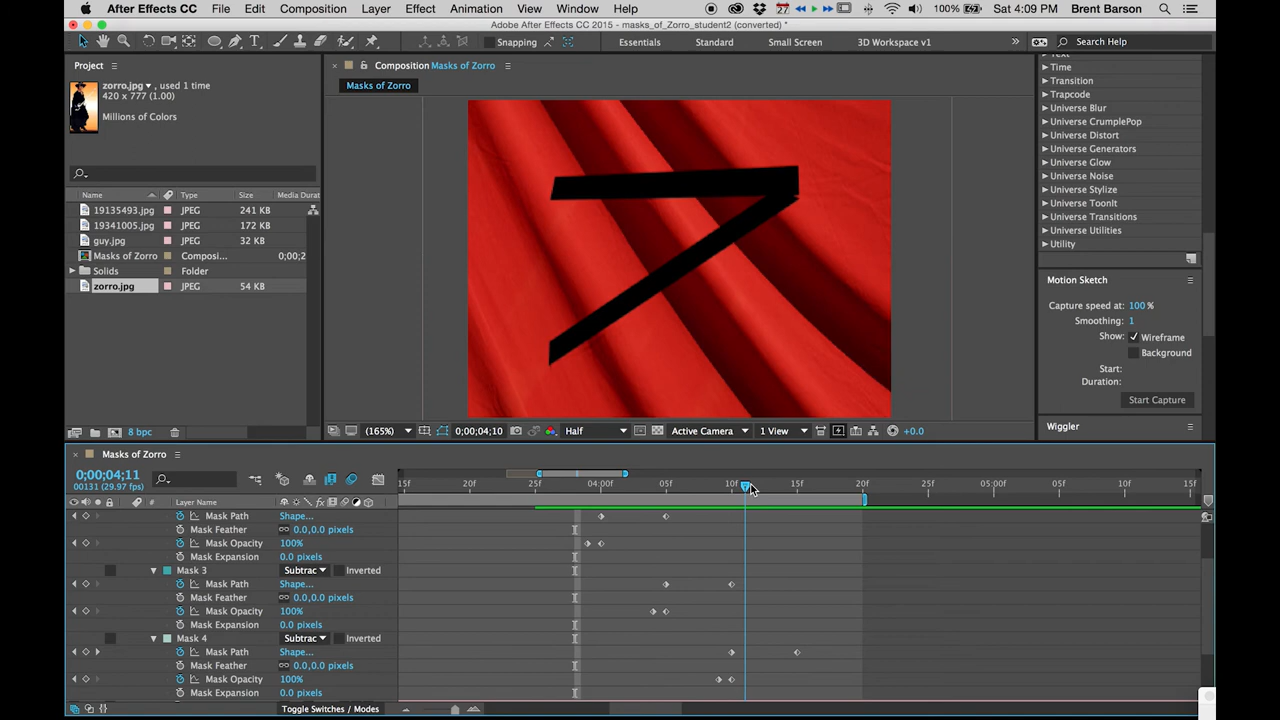 After Effects CC File Edit Composition Layer Effect Animation View Window Help 27 100% Sat 4:09 PM Brent Barson
Adobe After Effects CC 2015 - masks_of_Zorro_student2 (converted) *
Snapping Essentials Standard Small Screen 3D Workspace v1 Search Help
Project
zorro.jpg , used 1 time
420 x 777 (1.00)
Millions of Colors
Name Type Size Media Durat
19135493.jpg JPEG 241 KB
19341005.jpg JPEG 172 KB
guy.jpg JPEG 32 KB
Masks of Zorro Composi... 0;00;2
Solids Folder
zorro.jpg JPEG 54 KB
8 bpc
Composition Masks of Zorro
Masks of Zorro
(165%) 0;00;04;10 Half Active Camera 1 View +0.0
Time
Transition
Trapcode
Universe Blur
Universe CrumplePop
Universe Distort
Universe Generators
Universe Glow
Universe Noise
Universe Stylize
Universe ToonIt
Universe Transitions
Universe Utilities
Utility
Motion Sketch
Capture speed at: 100 %
Smoothing: 1
Show: Wireframe
Background
Start:
Duration:
Start Capture
Wiggler
Masks of Zorro
0;00;04;11
00131 (29.97 fps)
15f 20f 25f 04:00f 05f 10f 15f 20f 25f 05:00f 05f 10f 15f
# Layer Name
Mask Path Shape...
Mask Feather 0.0,0.0 pixels
Mask Opacity 100%
Mask Expansion 0.0 pixels
Mask 3 Subtrac Inverted
Mask Path Shape...
Mask Feather 0.0,0.0 pixels
Mask Opacity 100%
Mask Expansion 0.0 pixels
Mask 4 Subtrac Inverted
Mask Path Shape...
Mask Feather 0.0,0.0 pixels
Mask Opacity 100%
Mask Expansion 0.0 pixels
Toggle Switches / Modes